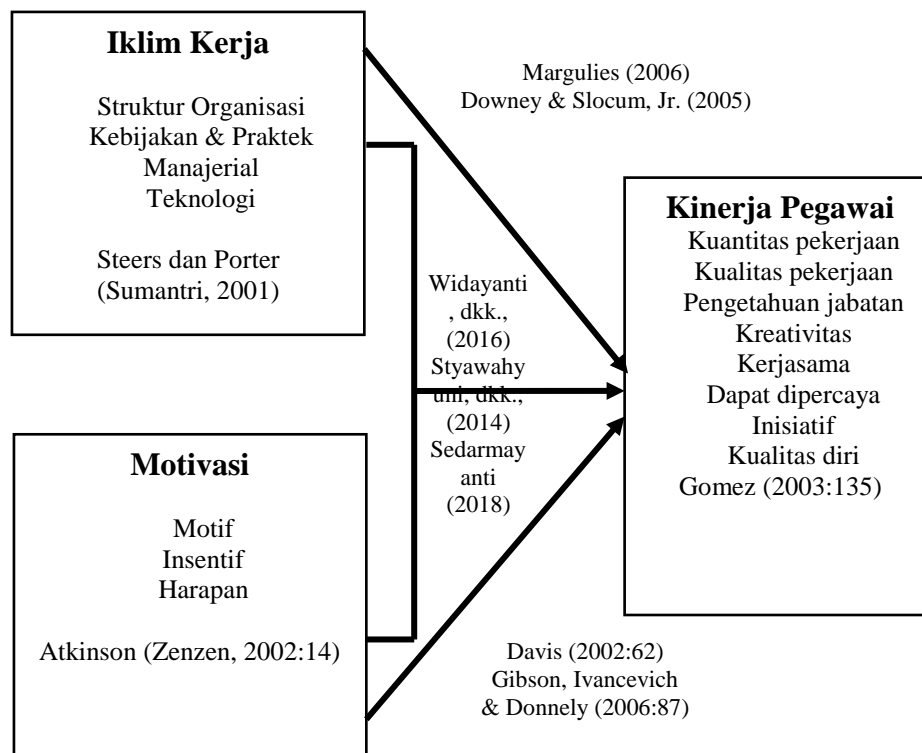 Iklim Kerja
Struktur Organisasi
Kebijakan & Praktek
Manajerial
Teknologi
Steers dan Porter
(Sumantri, 2001)
Margulies (2006)
Downey & Slocum, Jr. (2005)
Widayanti
, dkk.,
(2016)
Styawahy
uni, dkk.,
(2014)
Sedarmay
anti
(2018)
Kinerja Pegawai
Kuantitas pekerjaan
Kualitas pekerjaan
Pengetahuan jabatan
Kreativitas
Kerjasama
Dapat dipercaya
Inisiatif
Kualitas diri
Gomez (2003:135)
Motivasi
Motif
Insentif
Harapan
Atkinson (Zenzen, 2002:14)
Davis (2002:62)
Gibson, Ivancevich
& Donnely (2006:87)